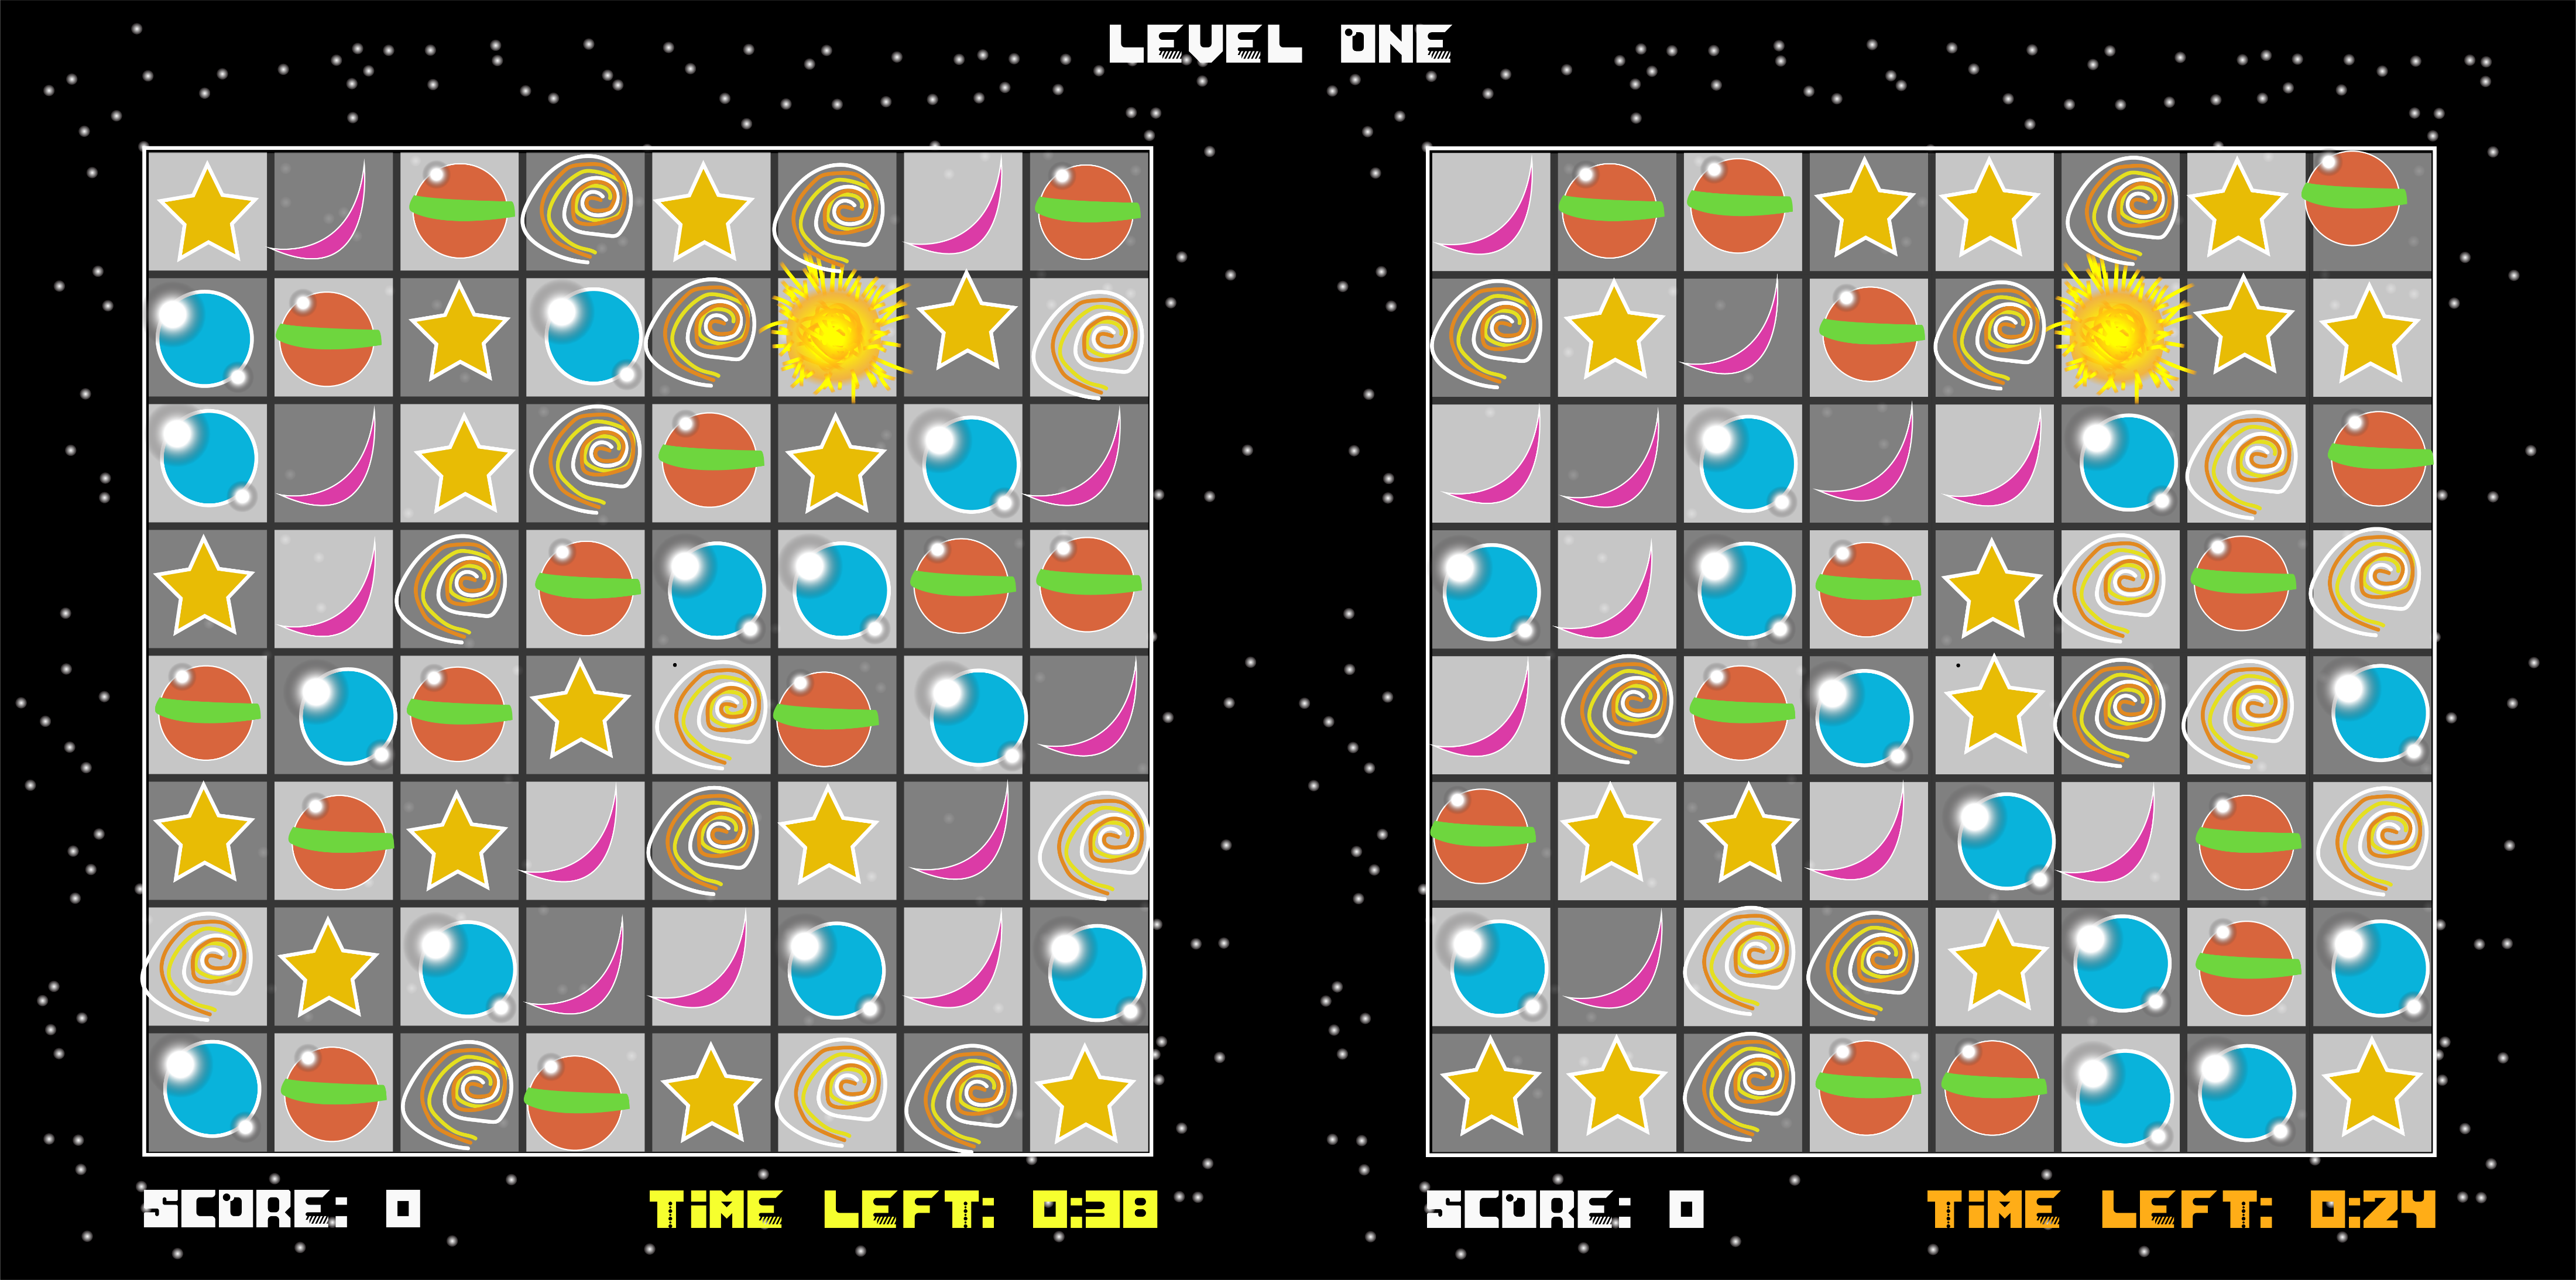 LEVEL ONE
SCORE: 0 TiME LEFT: 0:38
SCORE: 0 TiME LEFT: 0:24